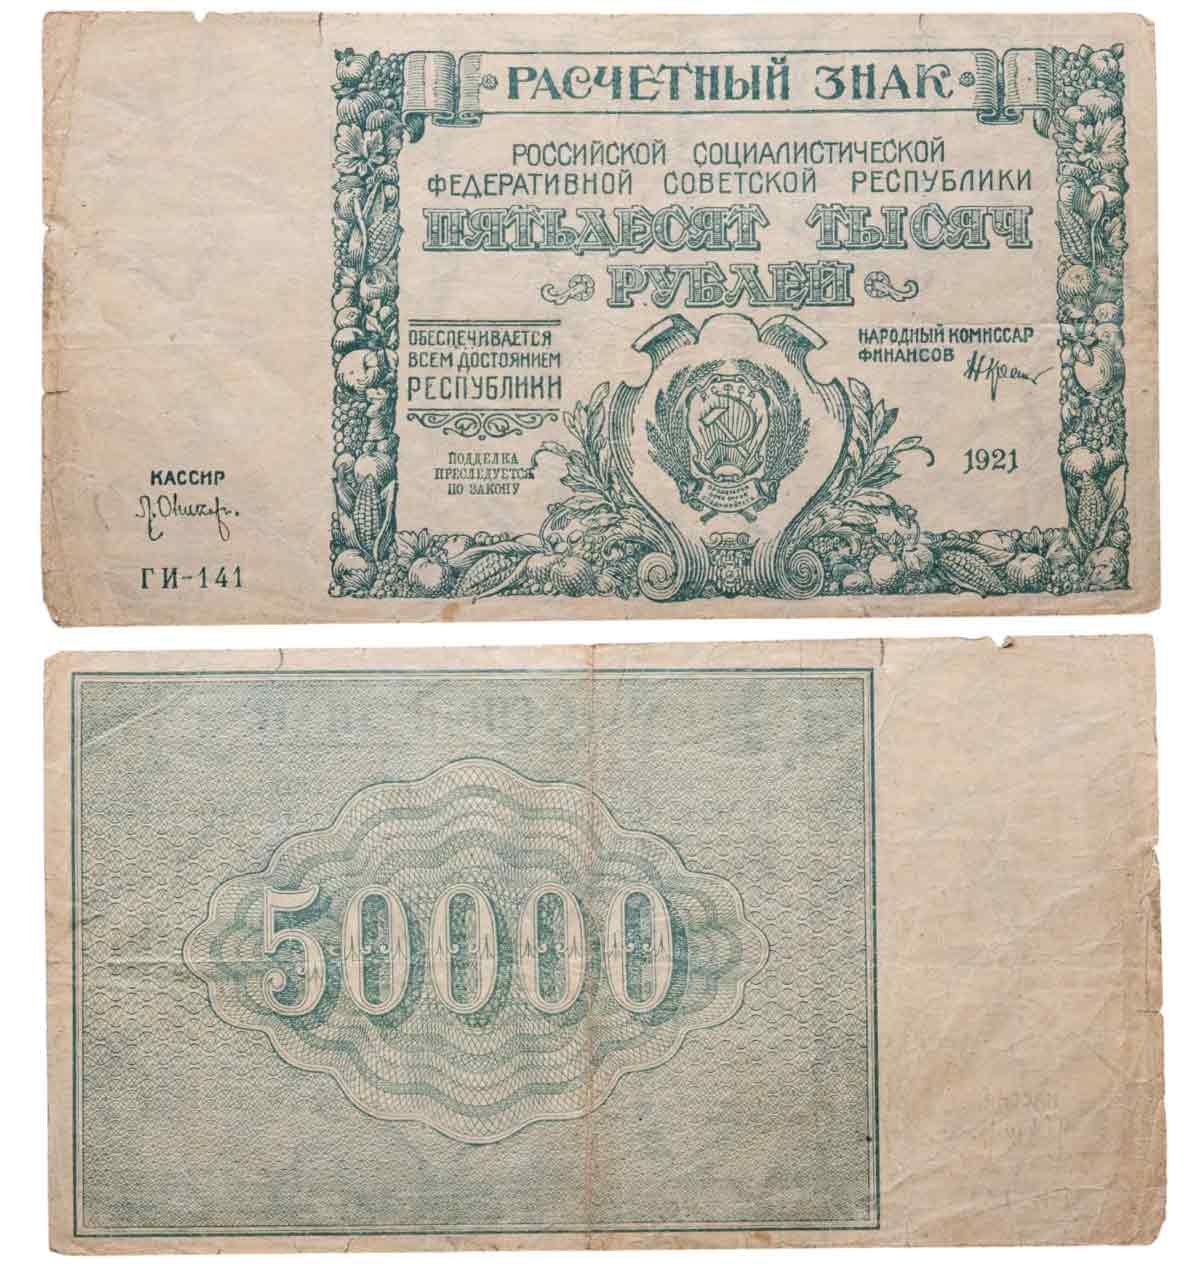 РАСЧЕТНЫЙ ЗНАК
РОССИЙСКОЙ СОЦИАЛИСТИЧЕСКОЙ
ФЕДЕРАТИВНОЙ СОВЕТСКОЙ РЕСПУБЛИКИ
ПЯТЬДЕСЯТ ТЫСЯЧ
РУБЛЕЙ
ОБЕСПЕЧИВАЕТСЯ
ВСЕМ ДОСТОЯНИЕМ
РЕСПУБЛИКИ
ПОДДЕЛКА
ПРЕСЛЕДУЕТСЯ
ПО ЗАКОНУ
НАРОДНЫЙ КОМИССАР
ФИНАНСОВ
1921
КАССИР
ГИ-141
50000